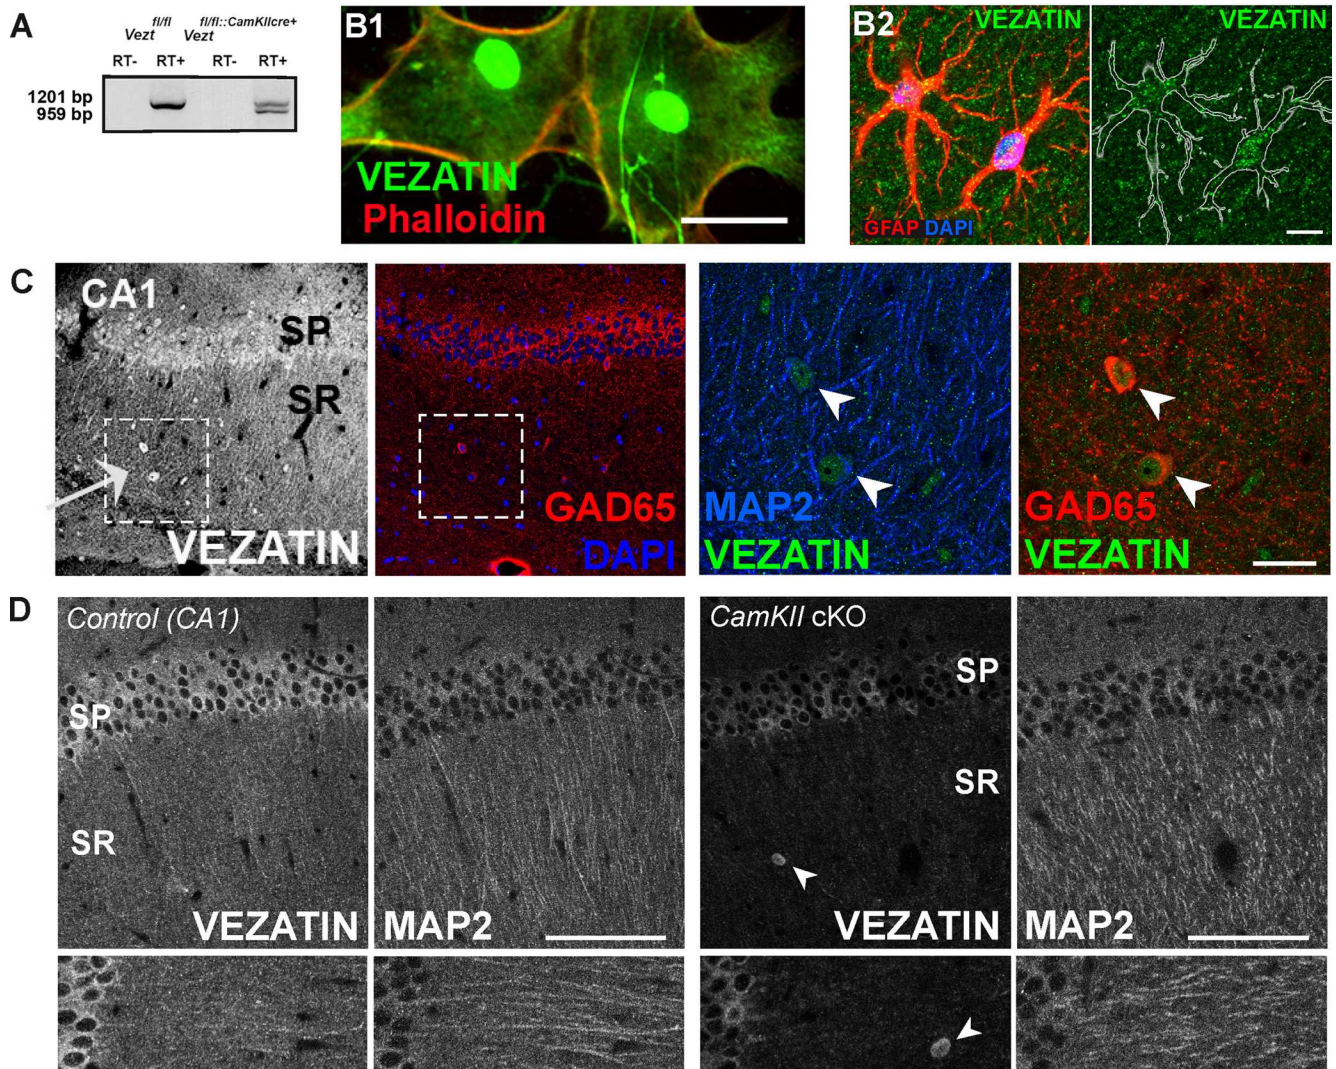 A
Vezt fl/fl
Vezt fl/fl::CamKIIcre+
RT- RT+ RT- RT+
1201 bp
959 bp
B1
VEZATIN
Phalloidin
B2
VEZATIN
GFAP DAPI
VEZATIN
C
CA1
SP
SR
VEZATIN
GAD65
DAPI
MAP2
VEZATIN
GAD65
VEZATIN
D
Control (CA1)
SP
SR
VEZATIN
MAP2
CamKII cKO
SP
SR
VEZATIN
MAP2